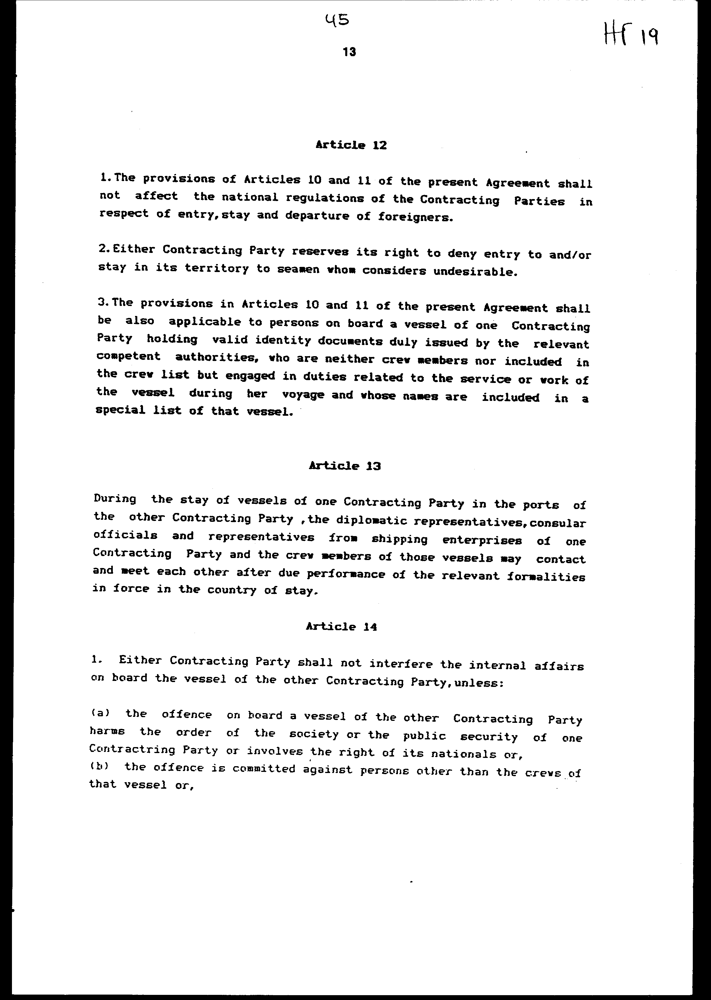 45
19
13
Article 12
1.The provisions of Articles 10 and 11 of the present Agreement shall
not affect the national regulations of the Contracting Parties in
respect of entry,stay and departure of foreigners.
2.Either Contracting Party reserves its right to deny entry to and/or
stay in its territory to seamen whom considers undesirable.
3.The provisions in Articles 10 and 11 of the present Agreement shall
be also applicable to persons on board a vessel of one Contracting
Party holding valid identity documents duly issued by the relevant
competent authorities, who are neither crew members nor included in
the crew list but engaged in duties related to the service or work of
the vessel during her voyage and whose names are included in a
special list of that vessel.
Article 13
During the stay of vessels of one Contracting Party in the ports of
the other Contracting Party ,the diplomatic representatives,consular
officials and representatives from shipping enterprises of one
Contracting Party and the crew members of those vessels may contact
and meet each other after due performance of the relevant formalities
in force in the country of stay.
Article 14
1. Either Contracting Party shall not interfere the internal affairs
on board the vessel of the other Contracting Party,unless:
(a) the offence on board a vessel of the other Contracting Party
harms the order of the society or the public security of one
Contractring Party or involves the right of its nationals or,
(b) the offence is committed against persons other than the crews of
that vessel or,